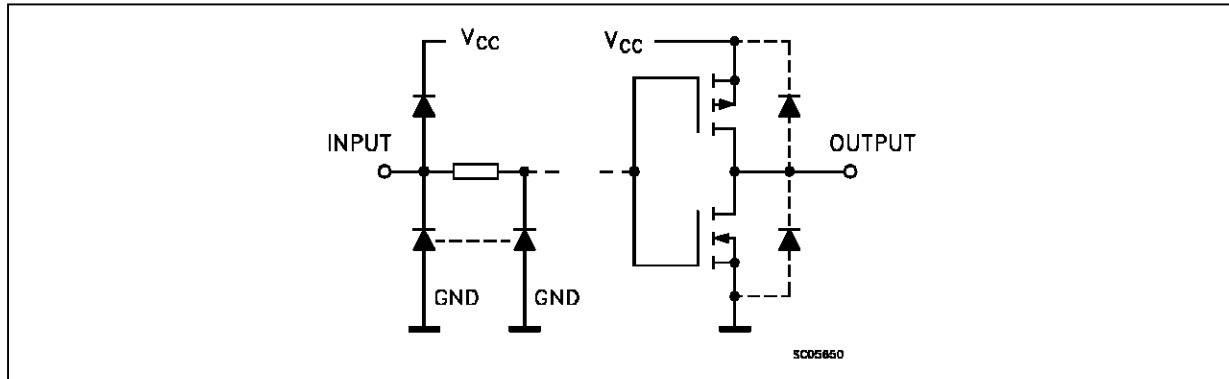 VCC
VCC
INPUT
OUTPUT
GND
GND
SC05650